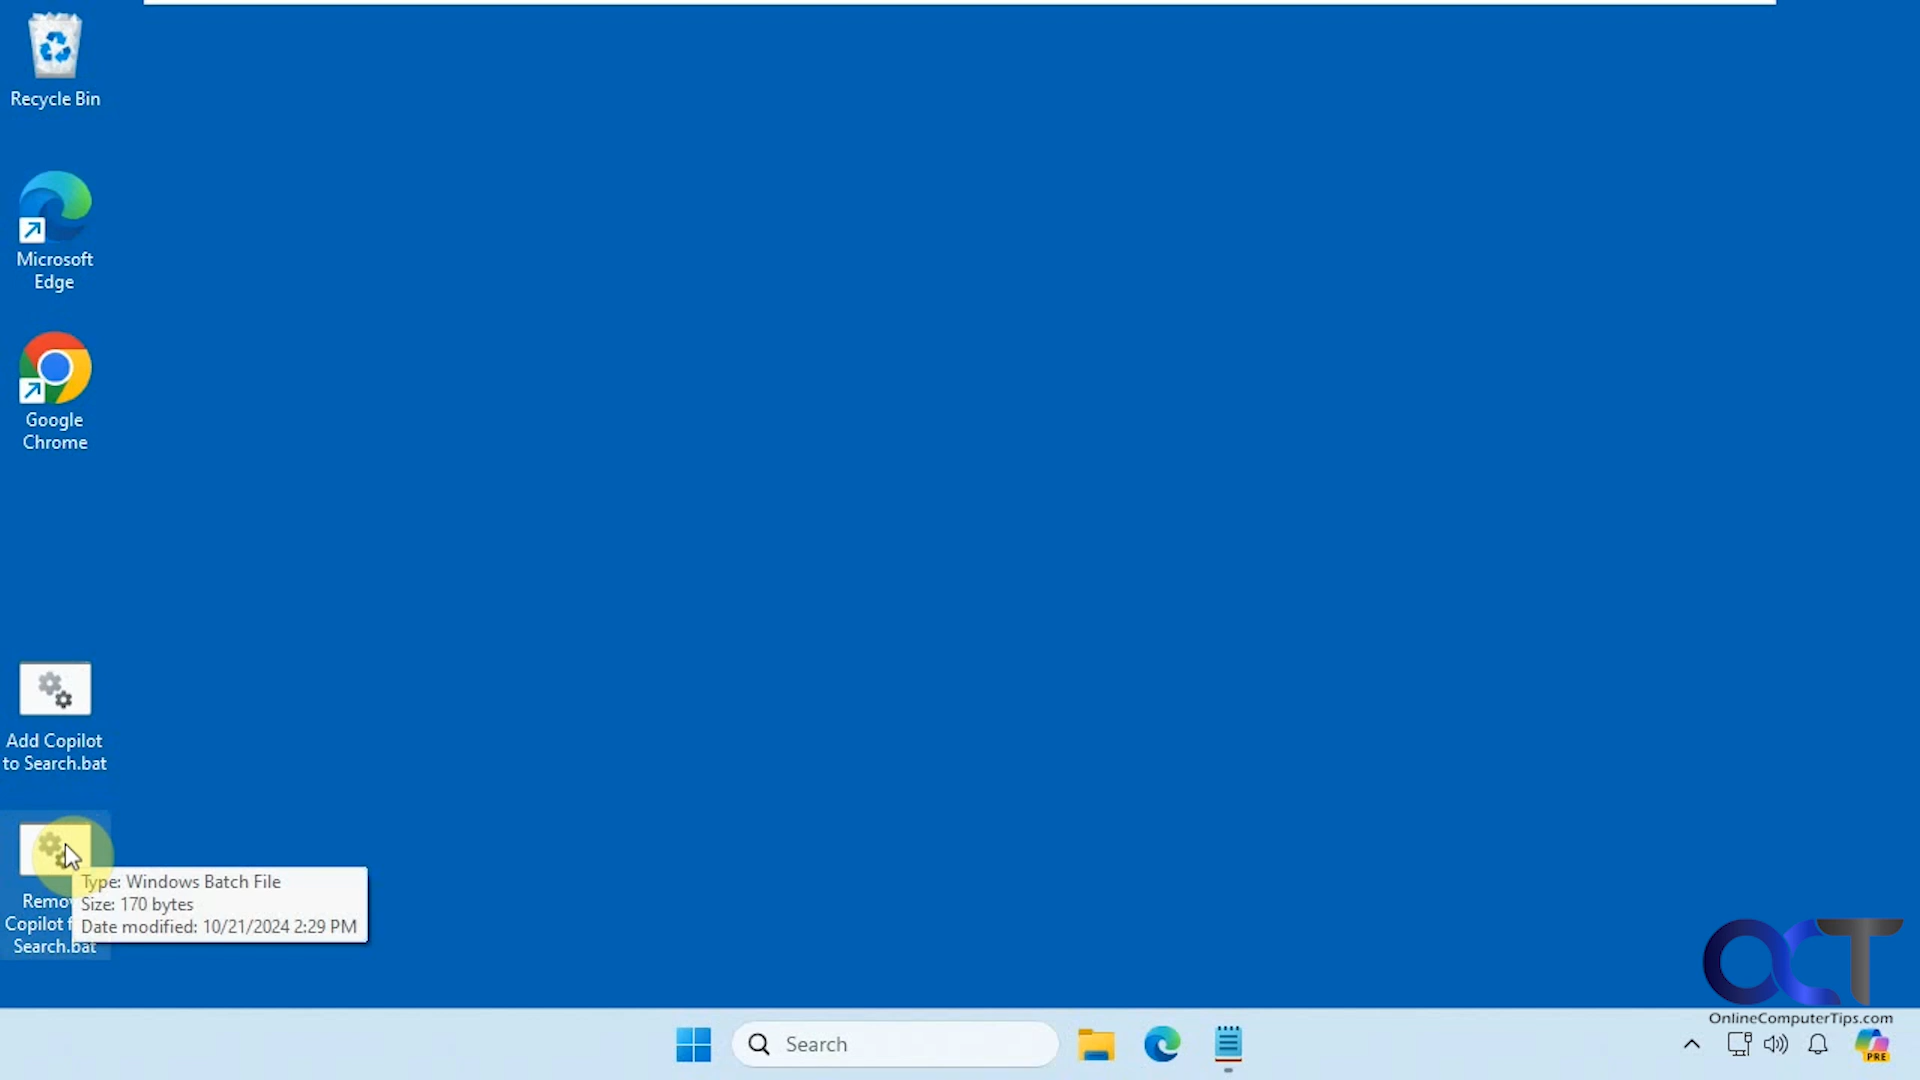 Recycle Bin
Microsoft
Edge
Google
Chrome
Add Copilot
to Search.bat
Copilot
Search.bat
Type: Windows Batch File
Size: 170 bytes
Date modified: 10/21/2024 2:29 PM
Search
OCT
OnlineComputerTips.com
PRE